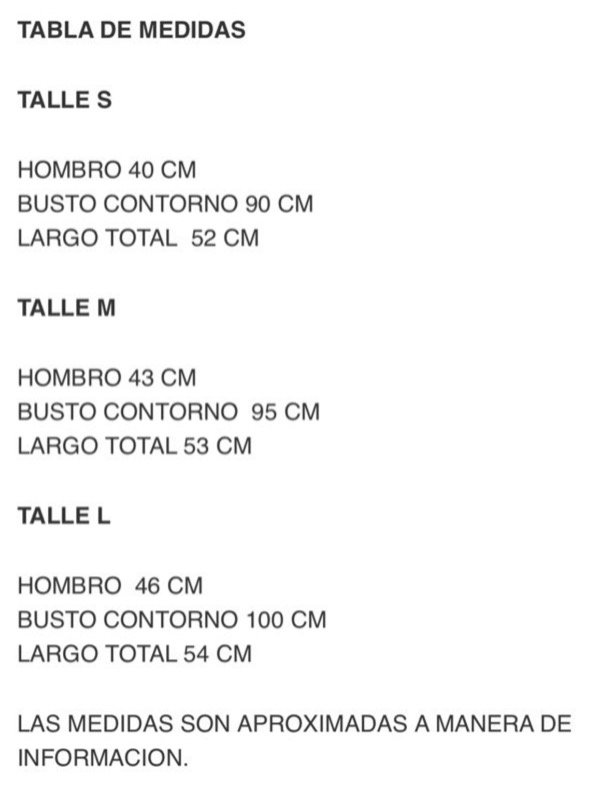 TABLA DE MEDIDAS
TALLE S
HOMBRO 40 CM
BUSTO CONTORNO 90 CM
LARGO TOTAL  52 CM
TALLE M
HOMBRO 43 CM
BUSTO CONTORNO  95 CM
LARGO TOTAL 53 CM
TALLE L
HOMBRO  46 CM
BUSTO CONTORNO 100 CM
LARGO TOTAL 54 CM
LAS MEDIDAS SON APROXIMADAS A MANERA DE
INFORMACION.